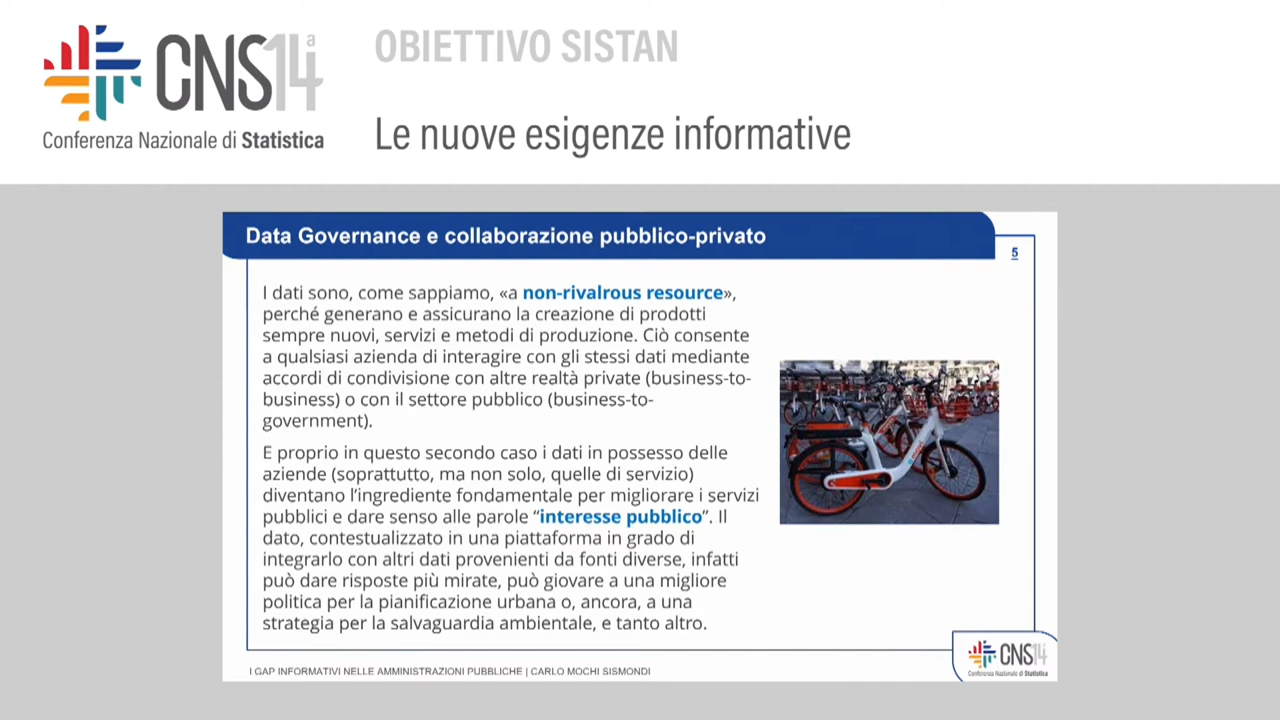 CNS14a
Conferenza Nazionale di Statistica
OBIETTIVO SISTAN
Le nuove esigenze informative
Data Governance e collaborazione pubblico-privato
5
I dati sono, come sappiamo, «a non-rivalrous resource»,
perché generano e assicurano la creazione di prodotti
sempre nuovi, servizi e metodi di produzione. Ciò consente
a qualsiasi azienda di interagire con gli stessi dati mediante
accordi di condivisione con altre realtà private (business-to-
business) o con il settore pubblico (business-to-
government).
E proprio in questo secondo caso i dati in possesso delle
aziende (soprattutto, ma non solo, quelle di servizio)
diventano l’ingrediente fondamentale per migliorare i servizi
pubblici e dare senso alle parole “interesse pubblico”. Il
dato, contestualizzato in una piattaforma in grado di
integrarlo con altri dati provenienti da fonti diverse, infatti
può dare risposte più mirate, può giovare a una migliore
politica per la pianificazione urbana o, ancora, a una
strategia per la salvaguardia ambientale, e tanto altro.
I GAP INFORMATIVI NELLE AMMINISTRAZIONI PUBBLICHE | CARLO MOCHI SISMONDI
CNS14
Conferenza Nazionale di Statistica